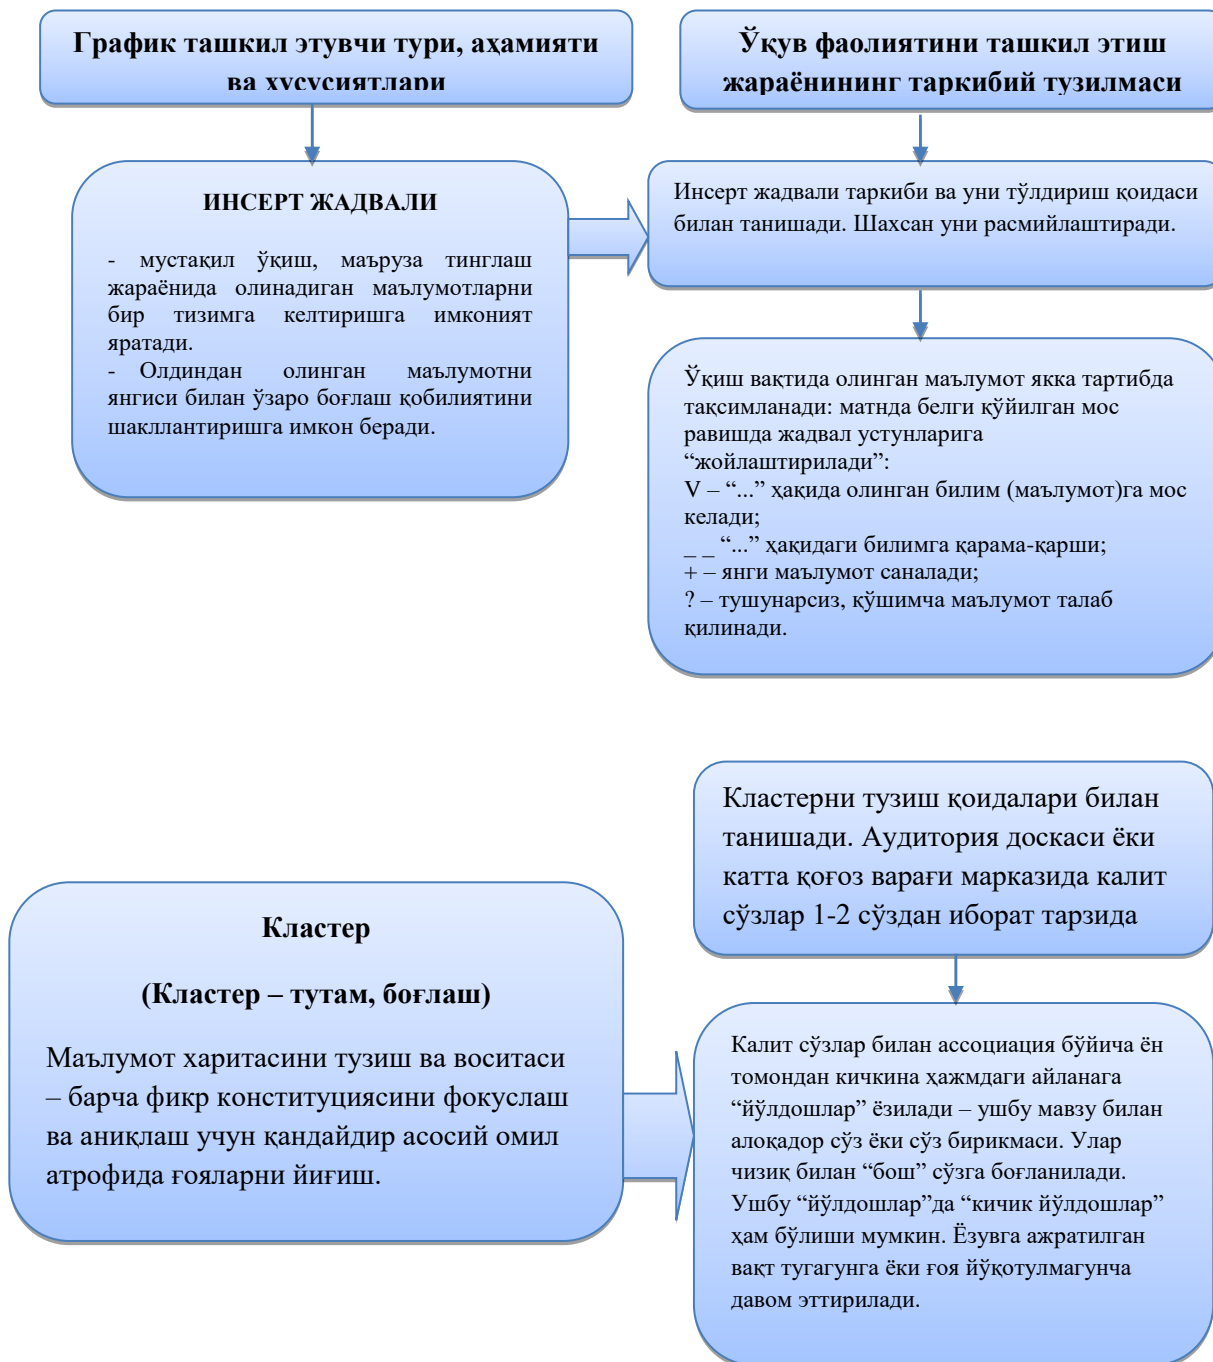 График ташкил этувчи тури, аҳамияти
ва хусусиятлари
Ўқув фаолиятини ташкил этиш
жараёнининг таркибий тузилмаси
ИНСЕРТ ЖАДВАЛИ
- мустақил ўқиш, маъруза тинглаш
жараёнида олинадиган маълумотларни
бир тизимга келтиришга имконият
яратади.
- Олдиндан олинган маълумотни
янгиси билан ўзаро боғлаш қобилиятини
шакллантиришга имкон беради.
Инсерт жадвали таркиби ва уни тўлдириш қоидаси
билан танишади. Шахсан уни расмийлаштиради.
Ўқиш вақтида олинган маълумот якка тартибда
тақсимланади: матнда белги қўйилган мос
равишда жадвал устунларига
“жойлаштирилади”:
V – “...” ҳақида олинган билим (маълумот)га мос
келади;
_ _ “...” ҳақидаги билимга қарама-қарши;
+ – янги маълумот саналади;
? – тушунарсиз, қўшимча маълумот талаб
қилинади.
Кластерни тузиш қоидалари билан
танишади. Аудитория доскаси ёки
катта қоғоз варағи марказида калит
сўзлар 1-2 сўздан иборат тарзида
Кластер
(Кластер – тутам, боғлаш)
Маълумот харитасини тузиш ва воситаси
– барча фикр конституциясини фокуслаш
ва аниқлаш учун қандайдир асосий омил
атрофида ғояларни йиғиш.
Калит сўзлар билан ассоциация бўйича ён
томондан кичкина ҳажмдаги айланага
“йўлдошлар” ёзилади – ушбу мавзу билан
алоқадор сўз ёки сўз бирикмаси. Улар
чизиқ билан “бош” сўзга боғланилади.
Ушбу “йўлдошлар”да “кичик йўлдошлар”
ҳам бўлиши мумкин. Ёзувга ажратилган
вақт тугагунга ёки ғоя йўқотулмагунча
давом эттирилади.